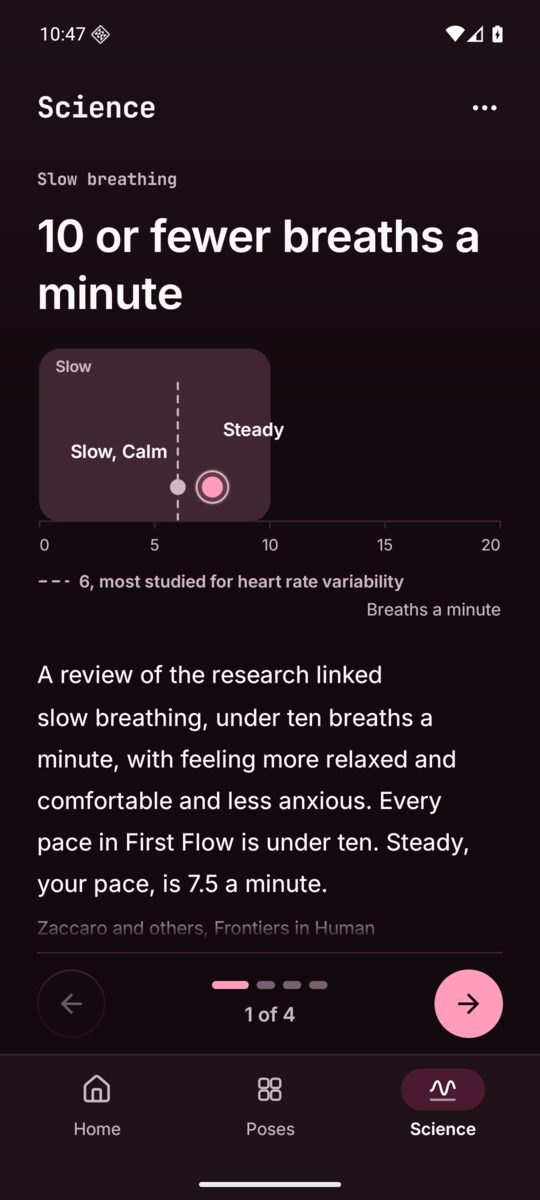 10:47
Science
Slow breathing
10 or fewer breaths a
minute
Slow
Steady
Slow, Calm
0 5 10 15 20
6, most studied for heart rate variability
Breaths a minute
A review of the research linked
slow breathing, under ten breaths a
minute, with feeling more relaxed and
comfortable and less anxious. Every
pace in First Flow is under ten. Steady,
your pace, is 7.5 a minute.
Zaccaro and others, Frontiers in Human
1 of 4
Home Poses Science